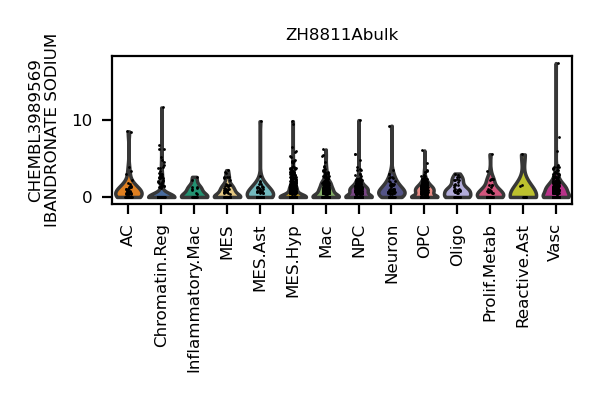 ZH8811Abulk
CHEMBL3989569
IBANDRONATE SODIUM
10
0
AC
Chromatin.Reg
Inflammatory.Mac
MES
MES.Ast
MES.Hyp
Mac
NPC
Neuron
OPC
Oligo
Prolif.Metab
Reactive.Ast
Vasc